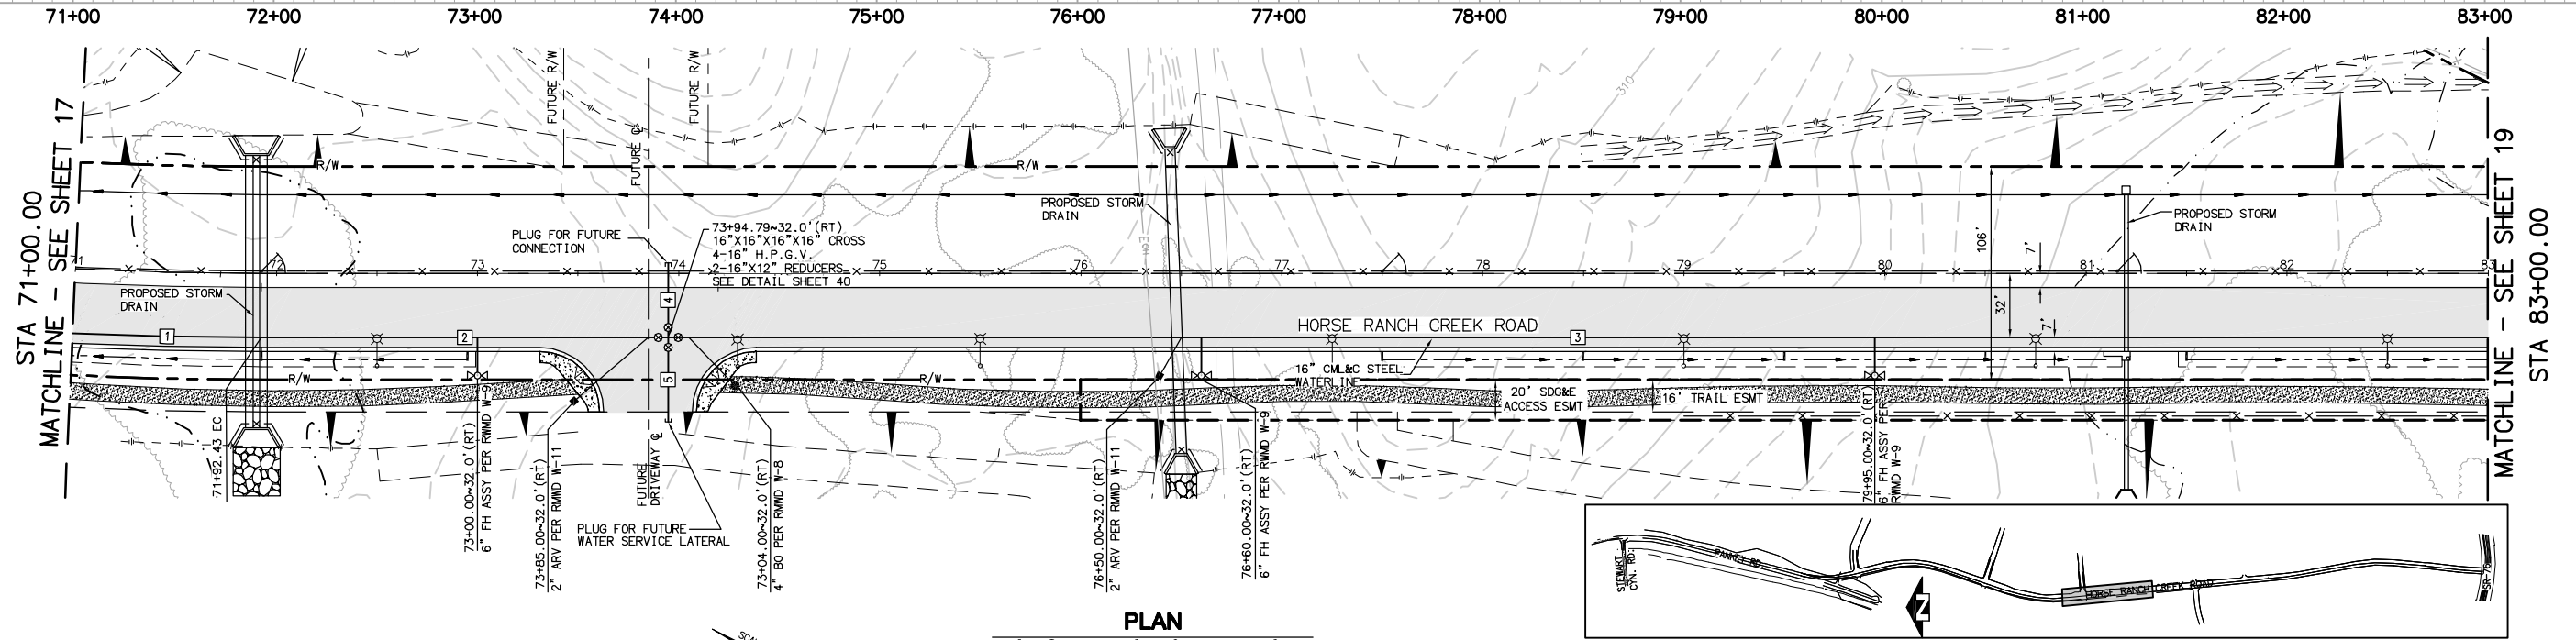 71+00
72+00
73+00
74+00
75+00
76+00
77+00
78+00
79+00
80+00
81+00
82+00
83+00
STA 71+00.00
MATCHLINE - SEE SHEET 17
FUTURE R/W
FUTURE ℄
FUTURE R/W
310
R/W
R/W
PROPOSED STORM
DRAIN
PLUG FOR FUTURE
CONNECTION
73+94.79~32.0'(RT)
16"X16"X16"X16" CROSS
4-16" H.P.G.V.
2-16"X12" REDUCERS
SEE DETAIL SHEET 40
PROPOSED STORM
DRAIN
106'
7'
32'
7'
72
73
74
75
76
77
78
79
80
81
82
PROPOSED STORM
DRAIN
1
2
4
5
3
HORSE RANCH CREEK ROAD
16" CML&C STEEL
WATERLINE
R/W
R/W
20' SDG&E
ACCESS ESMT
16' TRAIL ESMT
71+92.43 EC
73+00.00~32.0'(RT)
6" FH ASSY PER RWMD W-9
73+85.00~32.0'(RT)
2" ARV PER RMWD W-11
FUTURE
DRIVEWAY ℄
PLUG FOR FUTURE
WATER SERVICE LATERAL
73+04.00~32.0'(RT)
4" BO PER RMWD W-8
76+50.00~32.0'(RT)
2" ARV PER RMWD W-11
76+60.00~32.0'(RT)
6" FH ASSY PER RWMD W-9
79+95.00~32.0'(RT)
6" FH ASSY PER
RWMD W-9
MATCHLINE - SEE SHEET 19
STA 83+00.00
STEWART
CYN. RD.
PANKEY RD.
N
HORSE RANCH CREEK ROAD
SR-76
PLAN